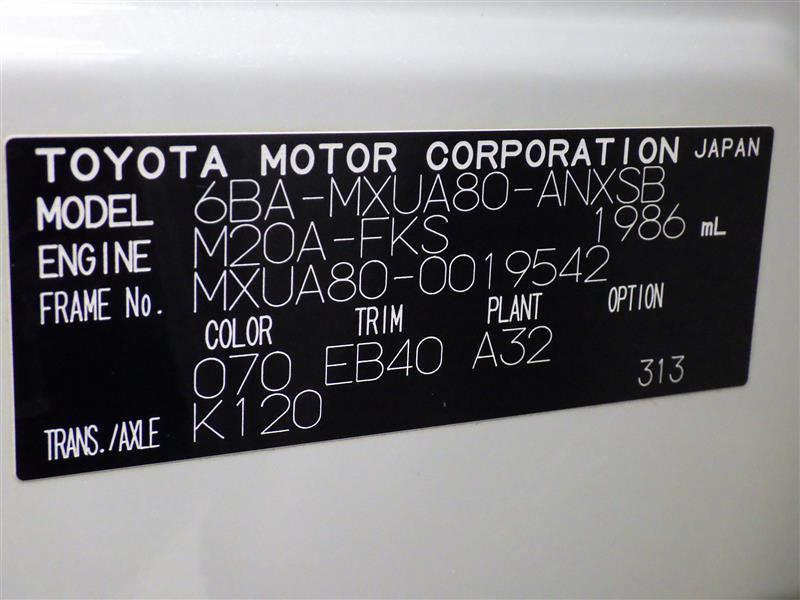 TOYOTA MOTOR CORPORATION JAPAN
MODEL 6BA-MXUA80-ANXSB
ENGINE M20A-FKS 1986 mL
FRAME No. MXUA80-0019542
COLOR TRIM PLANT OPTION
070 EB40 A32 313
TRANS./AXLE K120